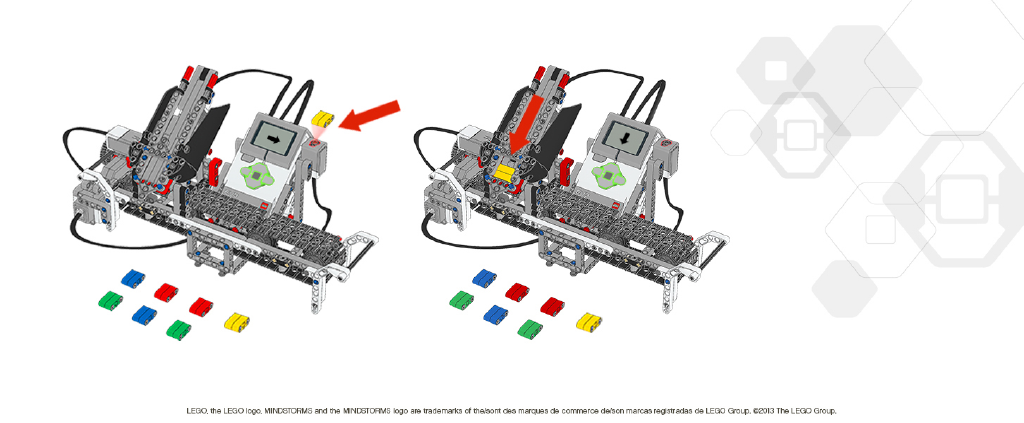 LEGO, the LEGO logo, MINDSTORMS and the MINDSTORMS logo are trademarks of the/sont des marques de commerce de/son marcas registradas de LEGO Group. ©2013 The LEGO Group.